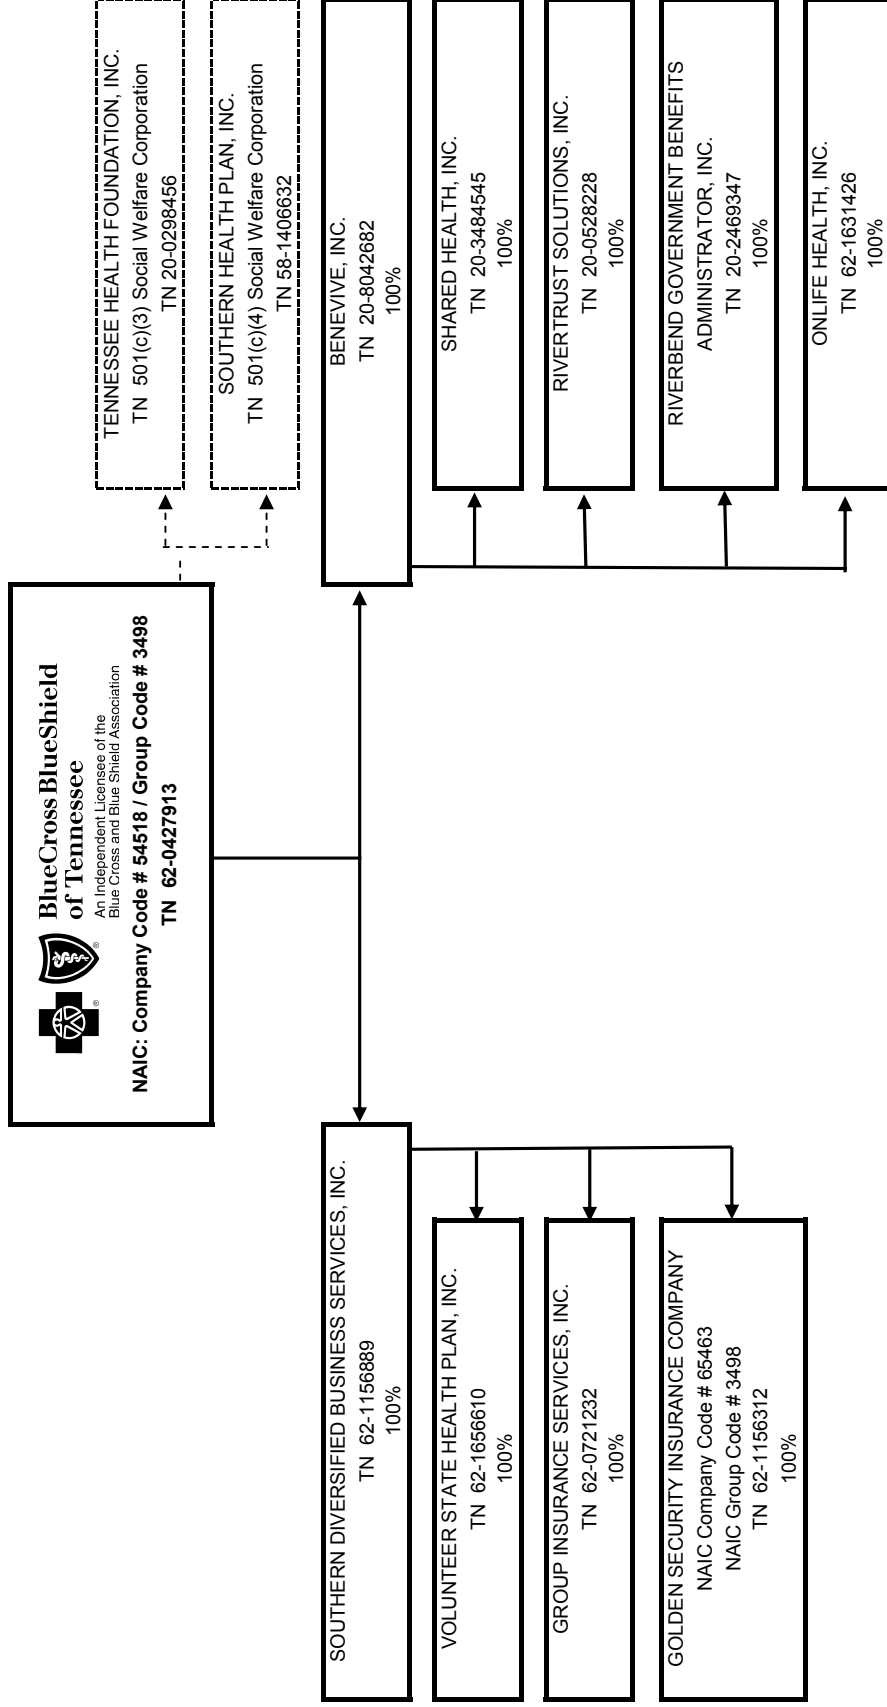 BlueCross BlueShield
of Tennessee
An Independent Licensee of the
Blue Cross and Blue Shield Association
NAIC: Company Code # 54518 / Group Code # 3498
TN 62-0427913
TENNESSEE HEALTH FOUNDATION, INC.
TN 501(c)(3) Social Welfare Corporation
TN 20-0298456
SOUTHERN HEALTH PLAN, INC.
TN 501(c)(4) Social Welfare Corporation
TN 58-1406632
SOUTHERN DIVERSIFIED BUSINESS SERVICES, INC.
TN 62-1156889
100%
VOLUNTEER STATE HEALTH PLAN, INC.
TN 62-1656610
100%
GROUP INSURANCE SERVICES, INC.
TN 62-0721232
100%
GOLDEN SECURITY INSURANCE COMPANY
NAIC Company Code # 65463
NAIC Group Code # 3498
TN 62-1156312
100%
BENEVIVE, INC.
TN 20-8042682
100%
SHARED HEALTH, INC.
TN 20-3484545
100%
RIVERTRUST SOLUTIONS, INC.
TN 20-0528228
100%
RIVERBEND GOVERNMENT BENEFITS
ADMINISTRATOR, INC.
TN 20-2469347
100%
ONLIFE HEALTH, INC.
TN 62-1631426
100%